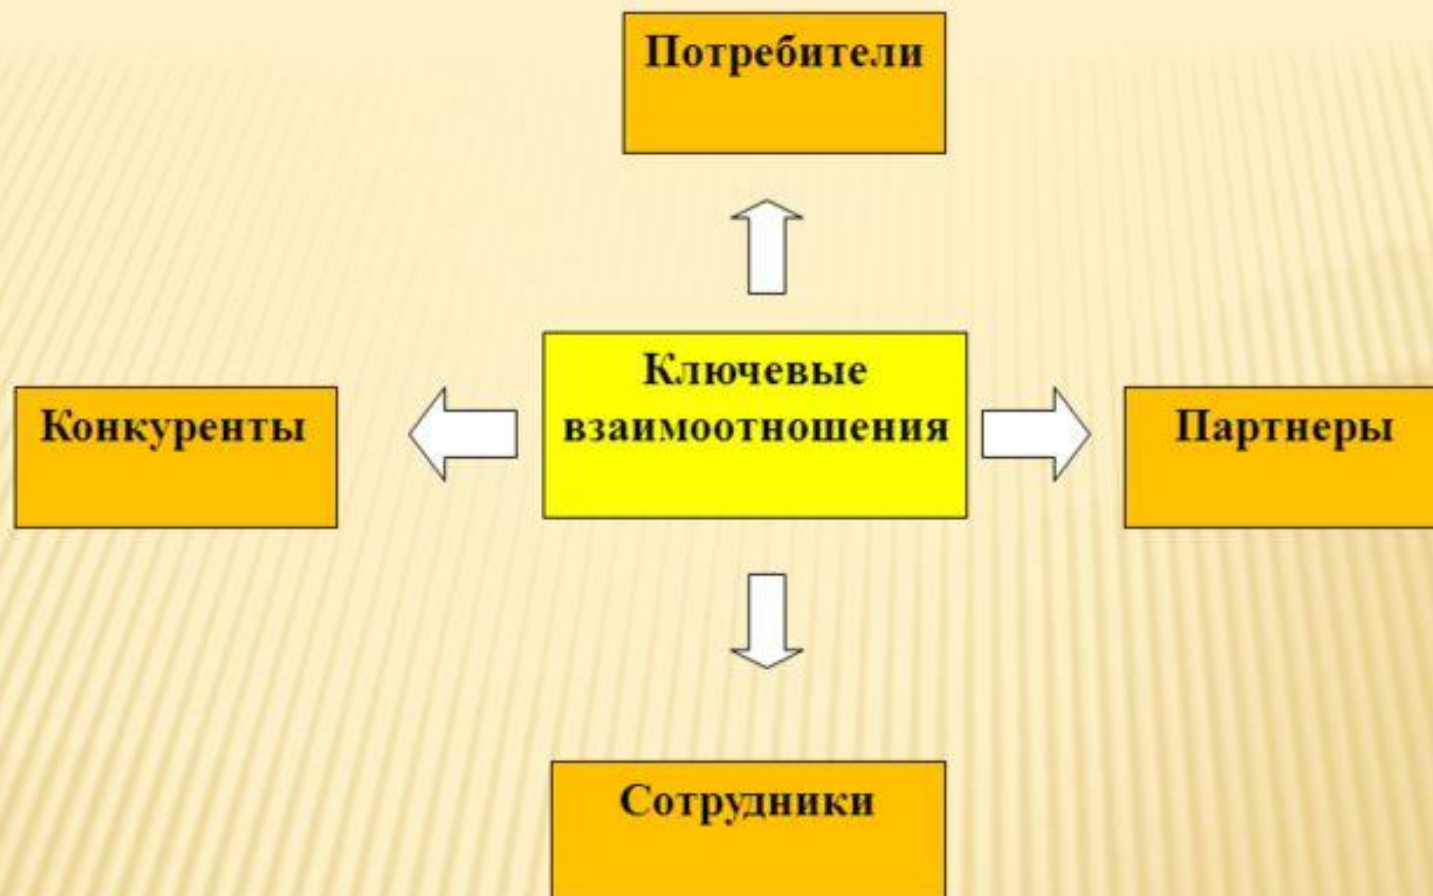 Потребители
Ключевые
взаимоотношения
Конкуренты
Партнеры
Сотрудники